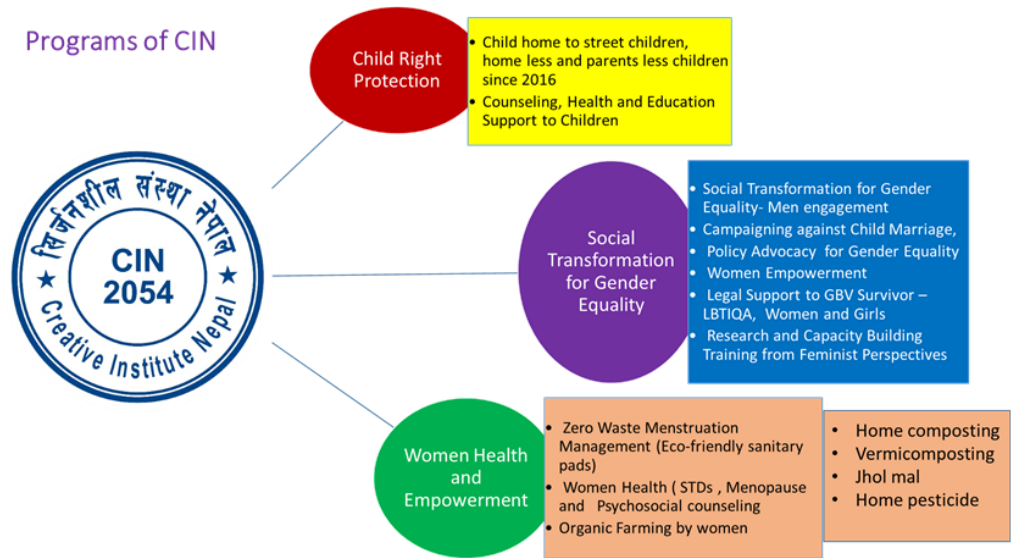 Programs of CIN
Child Right
Protection
• Child home to street children,
home less and parents less children
since 2016
• Counseling, Health and Education
Support to Children
सिर्जनशील संस्था नेपाल
CIN
2054
Creative Institute Nepal
Social
Transformation
for Gender
Equality
• Social Transformation for Gender
Equality- Men engagement
• Campaigning against Child Marriage,
• Policy Advocacy for Gender Equality
• Women Empowerment
• Legal Support to GBV Survivor –
LBTIQA, Women and Girls
• Research and Capacity Building
Training from Feminist Perspectives
Women Health
and
Empowerment
• Zero Waste Menstruation
Management (Eco-friendly sanitary
pads)
• Women Health ( STDs , Menopause
and Psychosocial counseling
• Organic Farming by women
• Home composting
• Vermicomposting
• Jhol mal
• Home pesticide